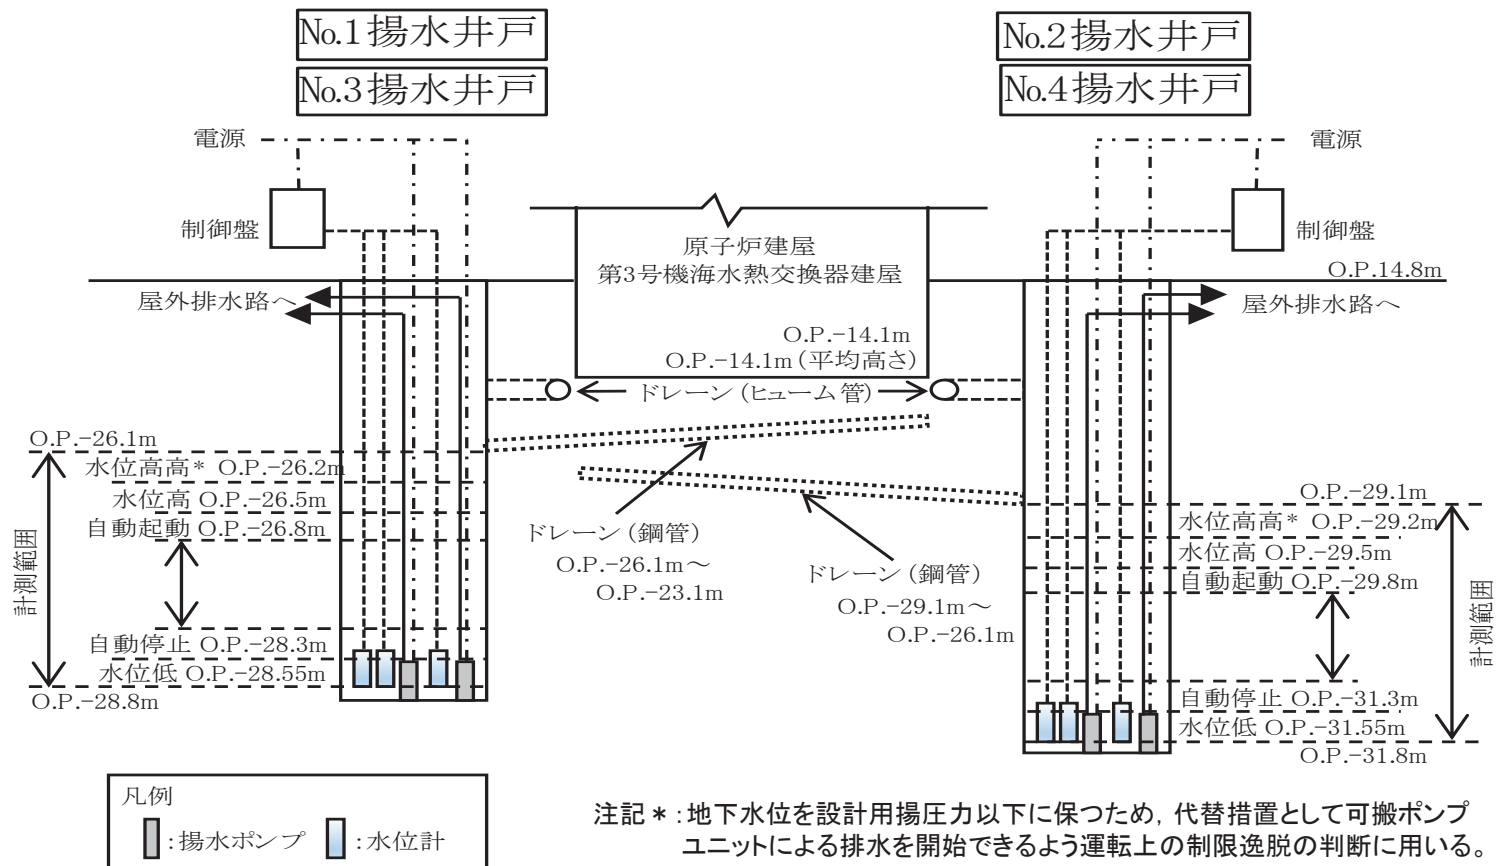 No.1揚水井戸
No.3揚水井戸
No.2揚水井戸
No.4揚水井戸
電源
電源
制御盤
制御盤
原子炉建屋
第3号機海水熱交換器建屋
O.P.14.8m
屋外排水路へ
屋外排水路へ
O.P.-14.1m
O.P.-14.1m(平均高さ)
ドレーン(ヒューム管)
O.P.-26.1m
水位高高* O.P.-26.2m
水位高 O.P.-26.5m
自動起動 O.P.-26.8m
計測範囲
自動停止 O.P.-28.3m
水位低 O.P.-28.55m
O.P.-28.8m
ドレーン(鋼管)
O.P.-26.1m～
O.P.-23.1m
ドレーン(鋼管)
O.P.-29.1m～
O.P.-26.1m
O.P.-29.1m
水位高高* O.P.-29.2m
水位高 O.P.-29.5m
自動起動 O.P.-29.8m
計測範囲
自動停止 O.P.-31.3m
水位低 O.P.-31.55m
O.P.-31.8m
凡例
:揚水ポンプ :水位計
注記*:地下水位を設計用揚圧力以下に保つため,代替措置として可搬ポンプ
ユニットによる排水を開始できるよう運転上の制限逸脱の判断に用いる。